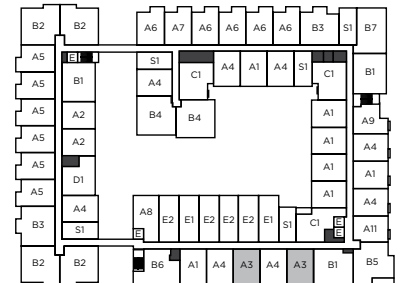 B2 B2 A6 A7 A6 A6 A6 B3 S1 B7
A5 E S1 C1 A4 A1 A4 S1 C1 B1
A5 B1 A4
A5 A2 B4 B4 A1 A9
A5 A2 A1 A4
A5 D1 A1 A1
A5 A4 A8 E2 E1 E2 E2 E1 A1 A4
B3 S1 E S1 C1 E E A11
B2 B2 B6 A1 A4 A3 A4 A3 B1 B5